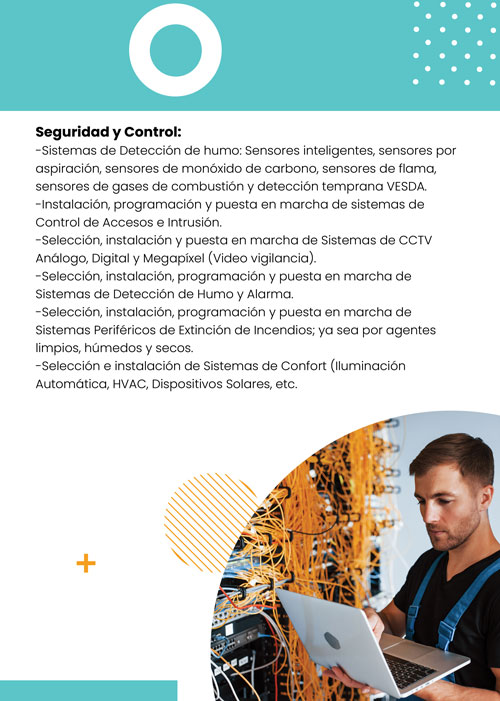 Seguridad y Control:
-Sistemas de Detección de humo: Sensores inteligentes, sensores por
aspiración, sensores de monóxido de carbono, sensores de flama,
sensores de gases de combustión y detección temprana VESDA.
-Instalación, programación y puesta en marcha de sistemas de
Control de Accesos e Intrusión.
-Selección, instalación y puesta en marcha de Sistemas de CCTV
Análogo, Digital y Megapíxel (Video vigilancia).
-Selección, instalación, programación y puesta en marcha de
Sistemas de Detección de Humo y Alarma.
-Selección, instalación, programación y puesta en marcha de
Sistemas Periféricos de Extinción de Incendios; ya sea por agentes
limpios, húmedos y secos.
-Selección e instalación de Sistemas de Confort (Iluminación
Automática, HVAC, Dispositivos Solares, etc.